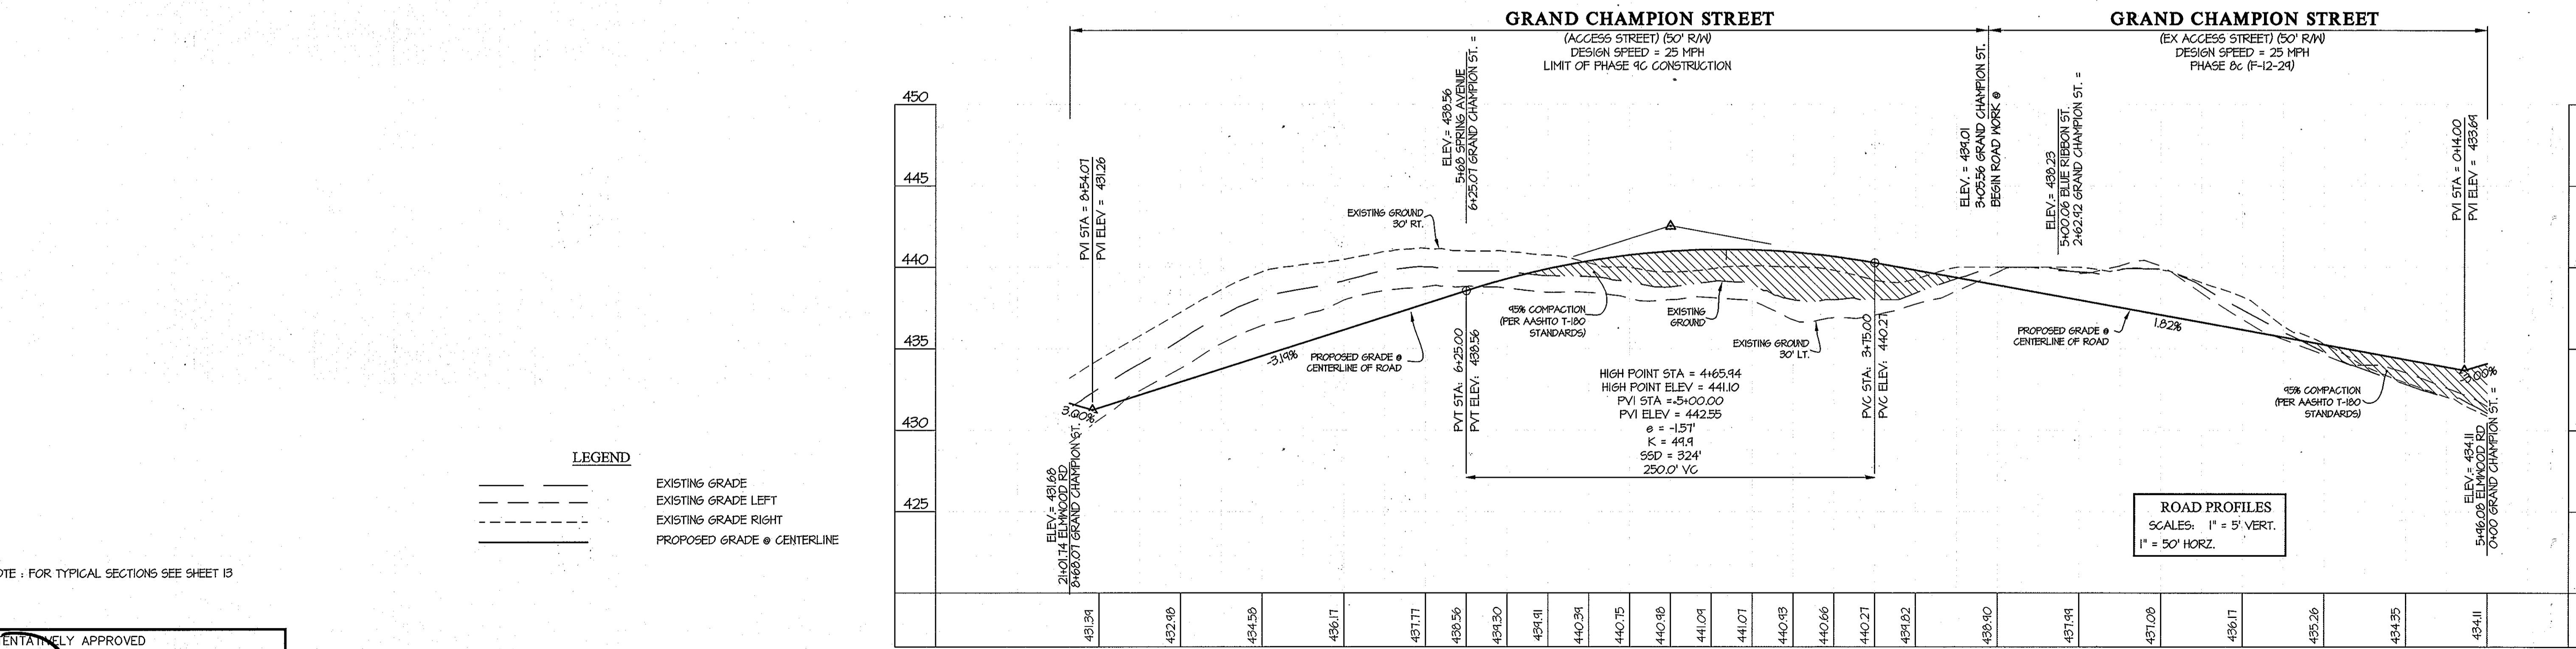 GRAND CHAMPION STREET
(ACCESS STREET) (50' R/W)
DESIGN SPEED = 25 MPH
LIMIT OF PHASE 9C CONSTRUCTION
GRAND CHAMPION STREET
(EX ACCESS STREET) (50' R/W)
DESIGN SPEED = 25 MPH
PHASE 8c (F-12-29)
450
445
440
435
430
425
PVI STA = 8+54.07
PVI ELEV = 431.26
ELEV.= 438.56
5+68 SPRING AVENUE
6+25.07 GRAND CHAMPION ST. =
ELEV. = 439.01
3+05.56 GRAND CHAMPION ST.
BEGIN ROAD WORK @
ELEV.= 438.23
5+00.06 BLUE RIBBON ST.
2+62.92 GRAND CHAMPION ST. =
PVI STA = 0+14.00
PVI ELEV = 433.69
EXISTING GROUND
30' RT.
95% COMPACTION
(PER AASHTO T-180
STANDARDS)
EXISTING
GROUND
EXISTING GROUND
30' LT.
-3.19%
PROPOSED GRADE @
CENTERLINE OF ROAD
PROPOSED GRADE @
CENTERLINE OF ROAD
1.82%
3.00%
-3.00%
95% COMPACTION
(PER AASHTO T-180
STANDARDS)
PVT STA: 6+25.00
PVT ELEV: 438.56
HIGH POINT STA = 4+65.94
HIGH POINT ELEV = 441.10
PVI STA = 5+00.00
PVI ELEV = 442.55
e = -1.57'
K = 49.9
SSD = 324'
250.0' VC
PVC STA: 3+75.00
PVC ELEV: 440.27
ELEV.= 431.68
21+01.74 ELMWOOD RD
8+68.07 GRAND CHAMPION ST.
ELEV.= 434.11
5+96.08 ELMWOOD RD
0+00 GRAND CHAMPION ST. =
LEGEND
EXISTING GRADE
EXISTING GRADE LEFT
EXISTING GRADE RIGHT
PROPOSED GRADE @ CENTERLINE
ROAD PROFILES
SCALES: 1" = 5' VERT.
1" = 50' HORZ.
OTE : FOR TYPICAL SECTIONS SEE SHEET 13
ENTATIVELY APPROVED
431.39
432.98
434.58
436.17
437.77
438.56
439.30
439.91
440.39
440.75
440.98
441.09
441.07
440.93
440.66
440.27
439.82
438.90
437.99
437.08
436.17
435.26
434.35
434.11